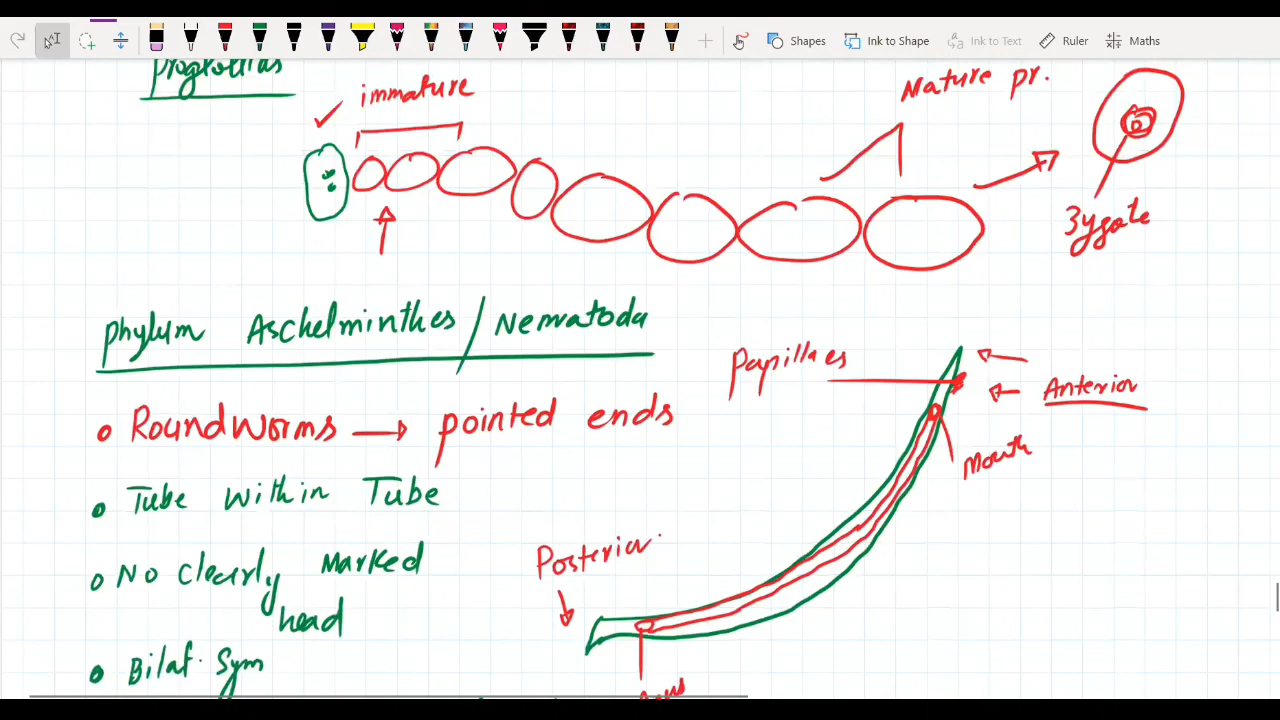 Shapes
Ink to Shape
Ink to Text
Ruler
Maths
Proglottids
immature
Mature pr.
Zygote
Phylum Aschelminthes / Nematoda
Roundworms → pointed ends
Tube within Tube
No clearly Marked
head
Bilat. Sym
Papillaes
Anterior
Mouth
Posterior